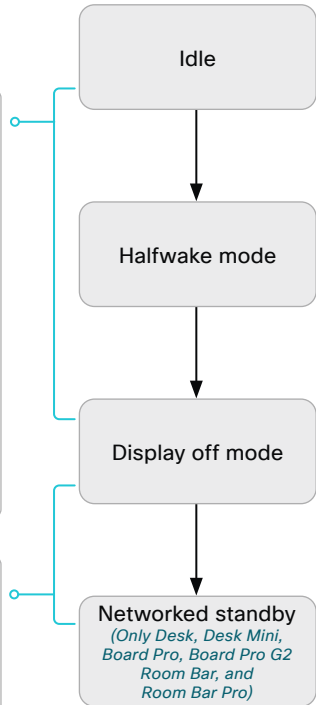 Idle
Halfwake mode
Display off mode
Networked standby
(Only Desk, Desk Mini,
Board Pro, Board Pro G2
Room Bar, and
Room Bar Pro)